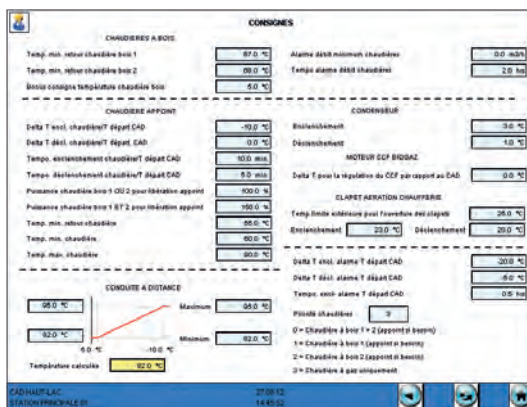 CONSIGNES
CHAUDIERES A BOIS
Temp. min. retour chaudière bois 1 67.0 °C
Temp. min. retour chaudière bois 2 68.0 °C
Bonus consigne température chaudière bois 5.0 °C
Alarme débit minimum chaudières 0.0 m3/h
Tempo alarme débit chaudières 2.0 hrs
CHAUDIERE APPOINT
Delta T encl. chaudière/T départ CAD -10.0 °C
Delta T décl. chaudière/T départ. CAD 0.0 °C
Tempo. enclenchement chaudière/T départ CAD 10.0 min
Tempo. déclenchement chaudière/T départ CAD 5.0 min
Puissance chaudière bois 1 OU 2 pour libération appoint 100.0 %
Puissance chaudière bois 1 ET 2 pour libération appoint 150.0 %
Temp. min. retour chaudière 55.0 °C
Temp. min. chaudière 60.0 °C
Temp. max. chaudière 90.0 °C
CONDENSEUR
Enclenchement 3.0 °C
Déclenchement 1.0 °C
MOTEUR CCF BIOGAZ
Delta T pour la régulation du CCF par rapport au CAD 0.0 °C
CLAPET AERATION CHAUFFERIE
Temp.limite extérieure pour l'ouverture des clapets 26.0 °C
Enclenchement 23.0 °C Déclenchement 20.0 °C
CONDUITE A DISTANCE
95.0 °C Maximum 95.0 °C
82.0 °C Minimum 82.0 °C
5.0 °C -10.0 °C
Température calculée 82.0 °C
Delta T encl. alarme T départ CAD -20.0 °C
Delta T décl. alarme T départ CAD -5.0 °C
Tempo. encl- alarme T départ CAD 0.5 hrs
Priorité chaudières 3
0 = Chaudière à bois 1 + 2 (appoint si besoin)
1 = Chaudière à bois 1 (appoint si besoin)
2 = Chaudière à bois 2 (appoint si besoin)
3 = Chaudière à gaz uniquement
CAD HAUT-LAC 27.09.12
STATION PRINCIPALE 01 14:45:52